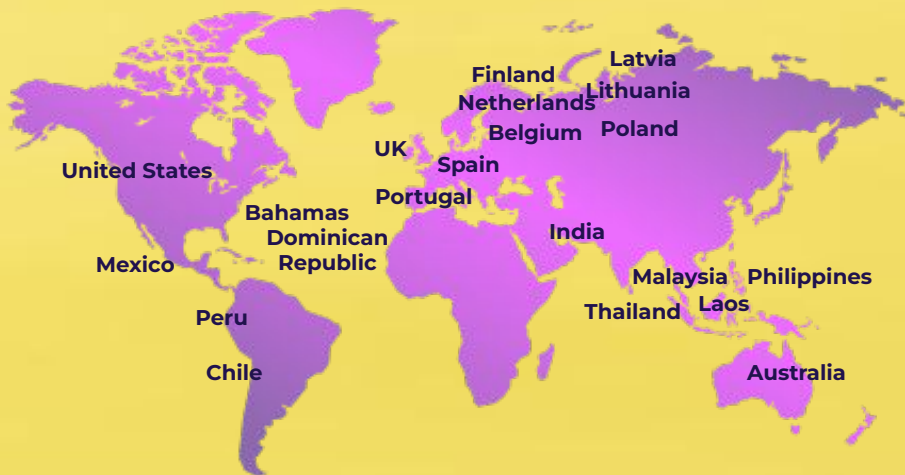 Latvia
Finland
Lithuania
Netherlands
Belgium
Poland
UK
Spain
United States
Portugal
Bahamas
India
Dominican
Republic
Mexico
Malaysia
Philippines
Laos
Thailand
Peru
Chile
Australia